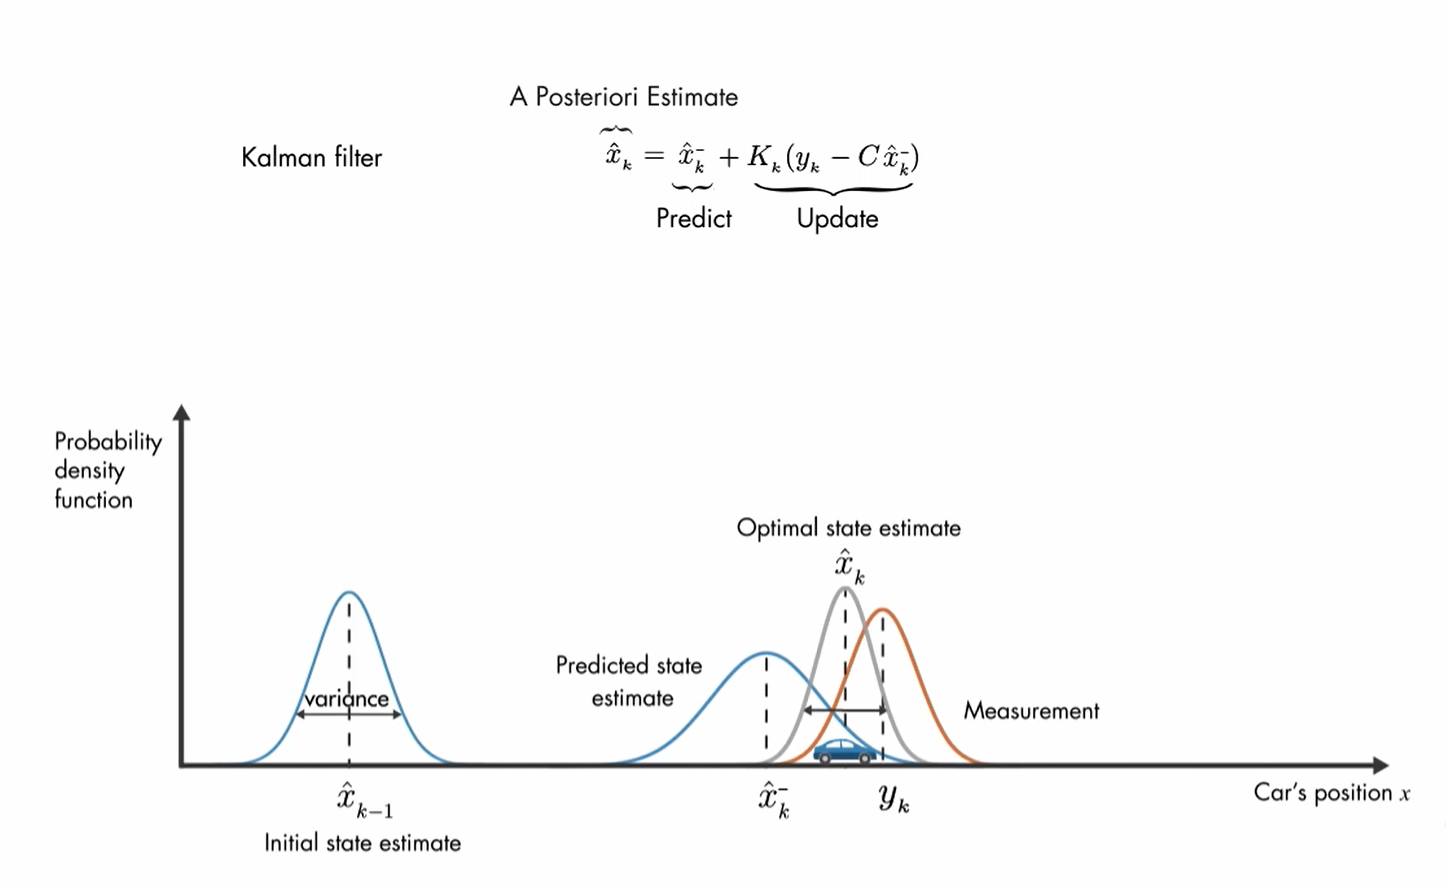 A Posteriori Estimate
Kalman filter
x̂ₖ = x̂ₖ⁻ + Kₖ(yₖ − Cx̂ₖ⁻)
Predict
Update
Probability
density
function
Optimal state estimate
x̂ₖ
Predicted state
estimate
variance
Measurement
x̂ₖ₋₁
x̂ₖ⁻
yₖ
Car's position x
Initial state estimate